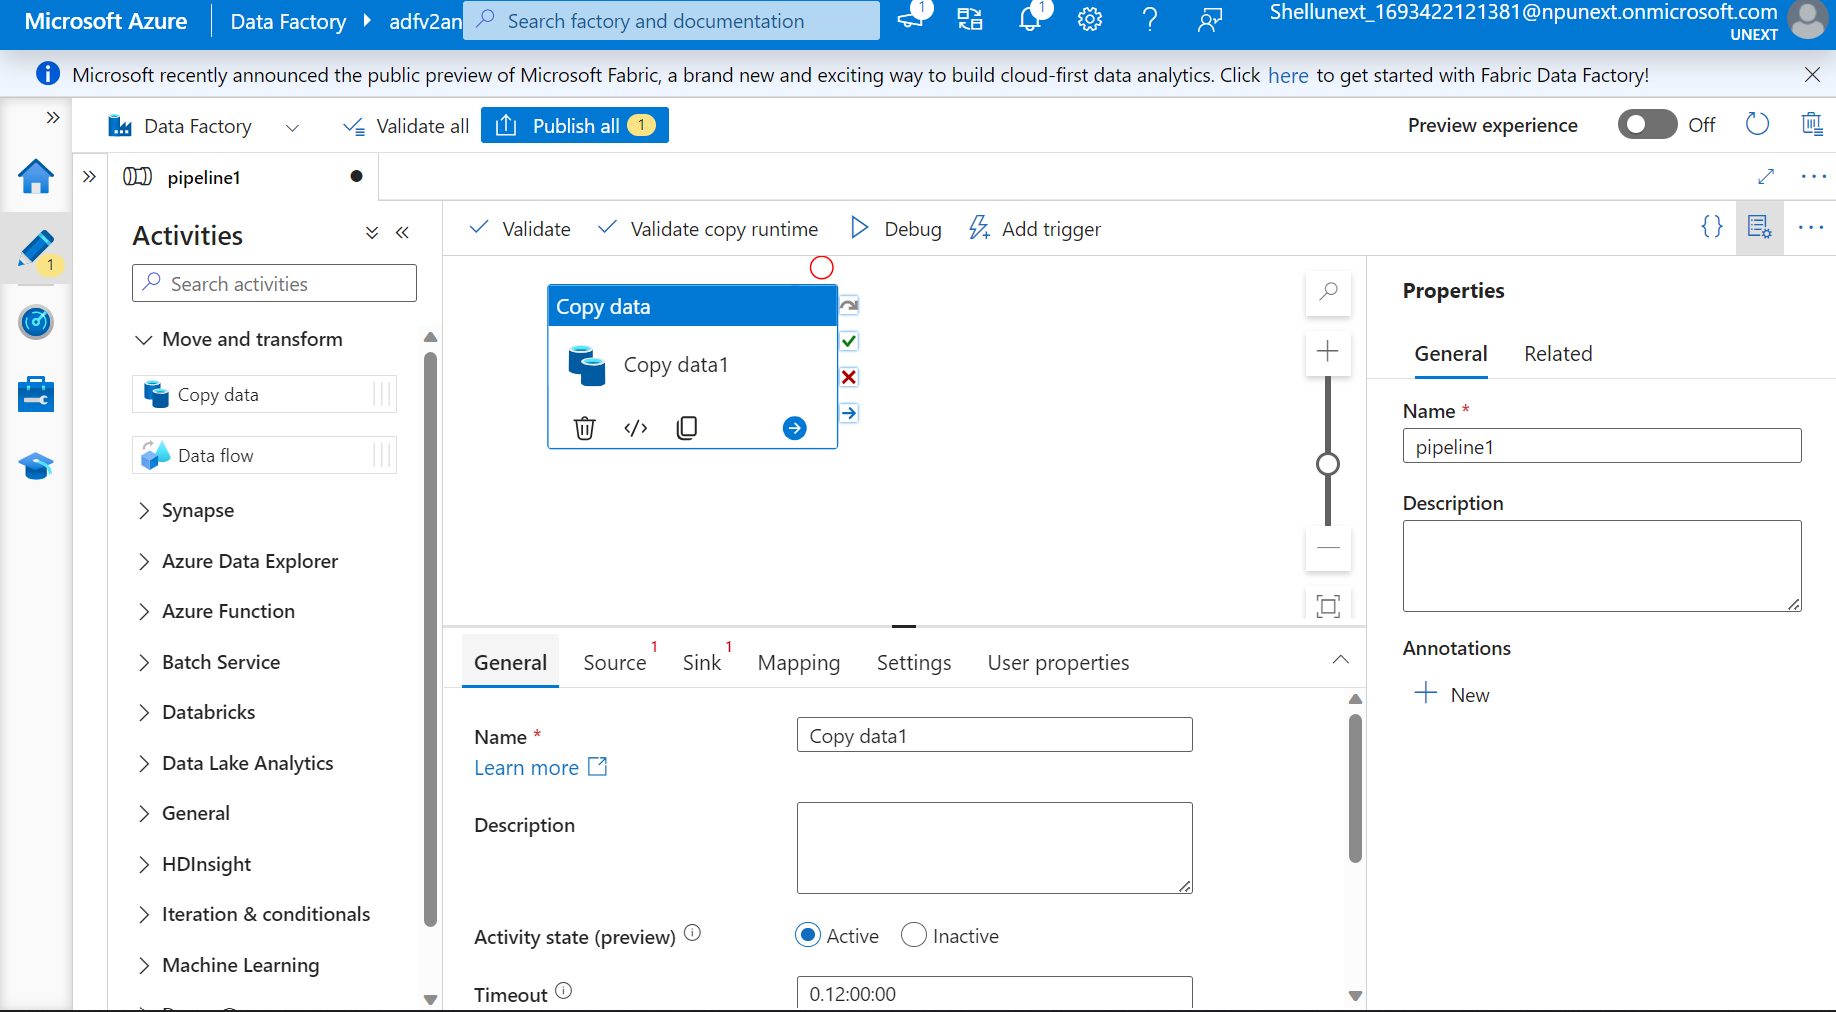 Microsoft Azure
Data Factory
adfv2an
Search factory and documentation
1
1
Shellunext_1693422121381@npunext.onmicrosoft.com
UNEXT
Microsoft recently announced the public preview of Microsoft Fabric, a brand new and exciting way to build cloud-first data analytics. Click here to get started with Fabric Data Factory!
Data Factory
Validate all
Publish all 1
Preview experience
Off
1
pipeline1
Activities
Search activities
Move and transform
Copy data
Data flow
Synapse
Azure Data Explorer
Azure Function
Batch Service
Databricks
Data Lake Analytics
General
HDInsight
Iteration & conditionals
Machine Learning
Validate
Validate copy runtime
Debug
Add trigger
Copy data
Copy data1
General
Source 1
Sink 1
Mapping
Settings
User properties
Name *
Copy data1
Learn more
Description
Activity state (preview)
Active
Inactive
Timeout
0.12:00:00
Properties
General
Related
Name *
pipeline1
Description
Annotations
New